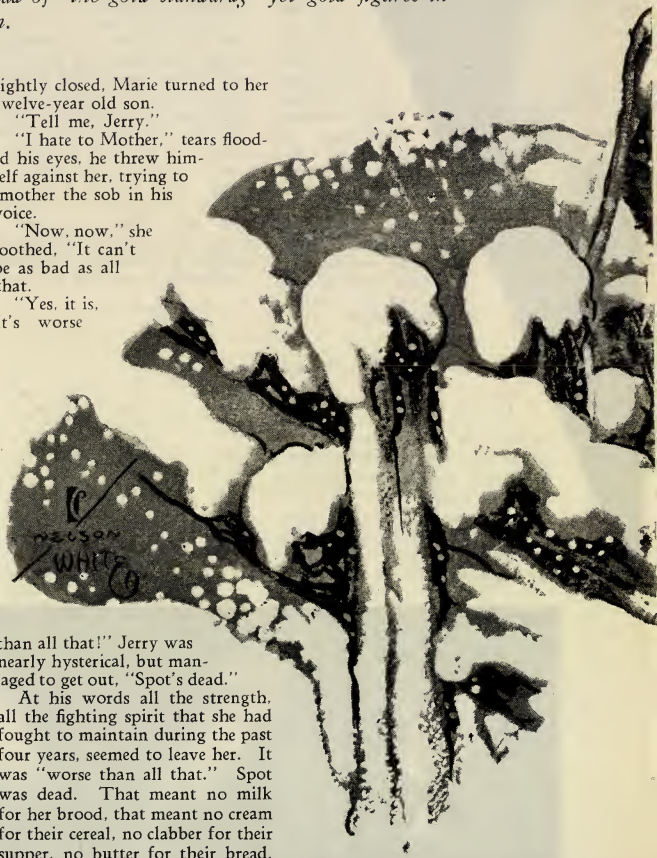 ad of "the gold standard," yet gold figures in
n.
ightly closed, Marie turned to her
welve-year old son.
"Tell me, Jerry."
"I hate to Mother," tears flood-
d his eyes, he threw him-
elf against her, trying to
mother the sob in his
voice.
"Now, now," she
oothed, "It can't
be as bad as all
hat.
"Yes, it is,
t's worse
NELSON
WHITE
than all that!" Jerry was
nearly hysterical, but man-
aged to get out, "Spot's dead."
At his words all the strength,
all the fighting spirit that she had
fought to maintain during the past
four years, seemed to leave her. It
was "worse than all that." Spot
was dead. That meant no milk
for her brood, that meant no cream
for their cereal, no clabber for their
supper, no butter for their bread,